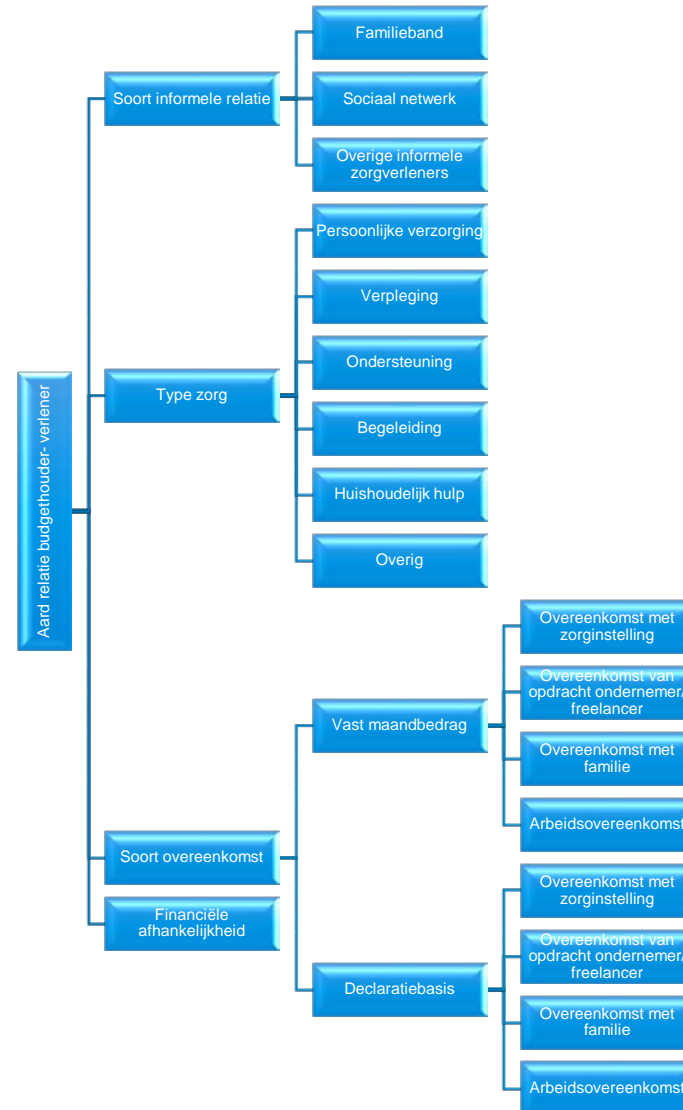 Aard relatie budgethouder- verlener
Soort informele relatie
Familieband
Sociaal netwerk
Overige informele
zorgverleners
Type zorg
Persoonlijke verzorging
Verpleging
Ondersteuning
Begeleiding
Huishoudelijk hulp
Overig
Soort overeenkomst
Vast maandbedrag
Overeenkomst met
zorginstelling
Overeenkomst van
opdracht ondernemer/
freelancer
Overeenkomst met
familie
Arbeidsovereenkomst
Declaratiebasis
Overeenkomst met
zorginstelling
Overeenkomst van
opdracht ondernemer/
freelancer
Overeenkomst met
familie
Arbeidsovereenkomst
Financiële
afhankelijkheid